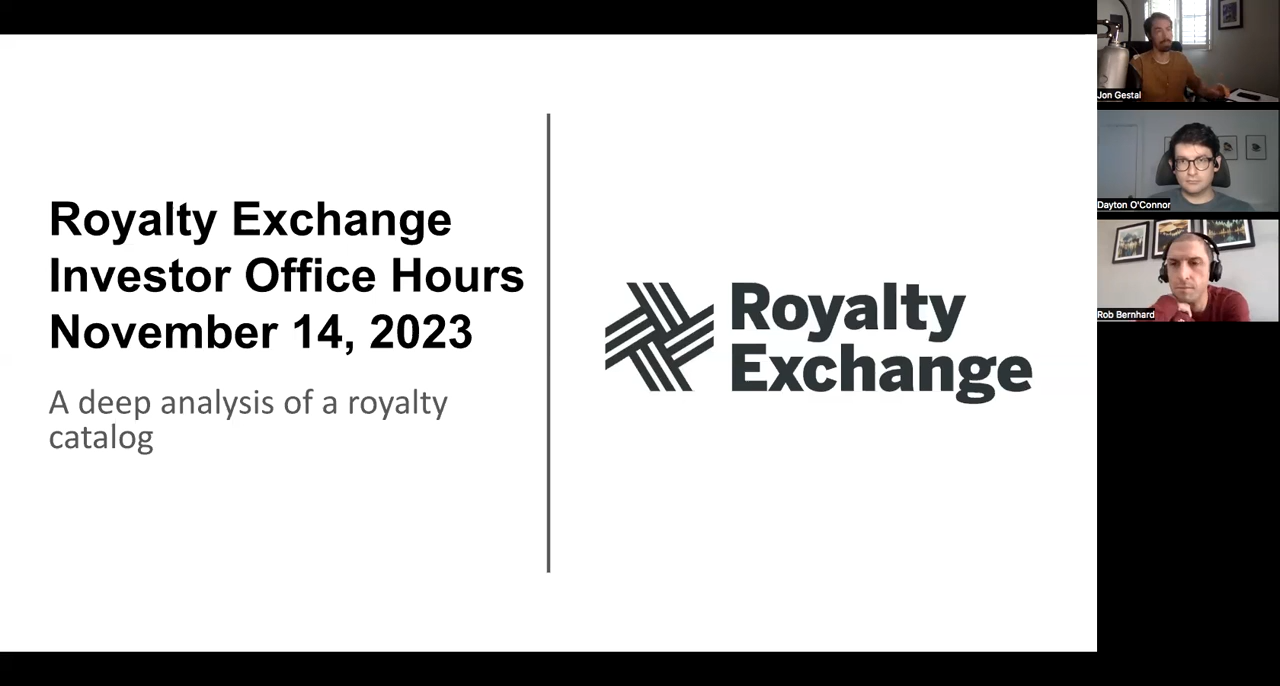 Royalty Exchange
Investor Office Hours
November 14, 2023
A deep analysis of a royalty
catalog
Royalty
Exchange
Jon Gestal
Dayton O'Connor
Rob Bernhard